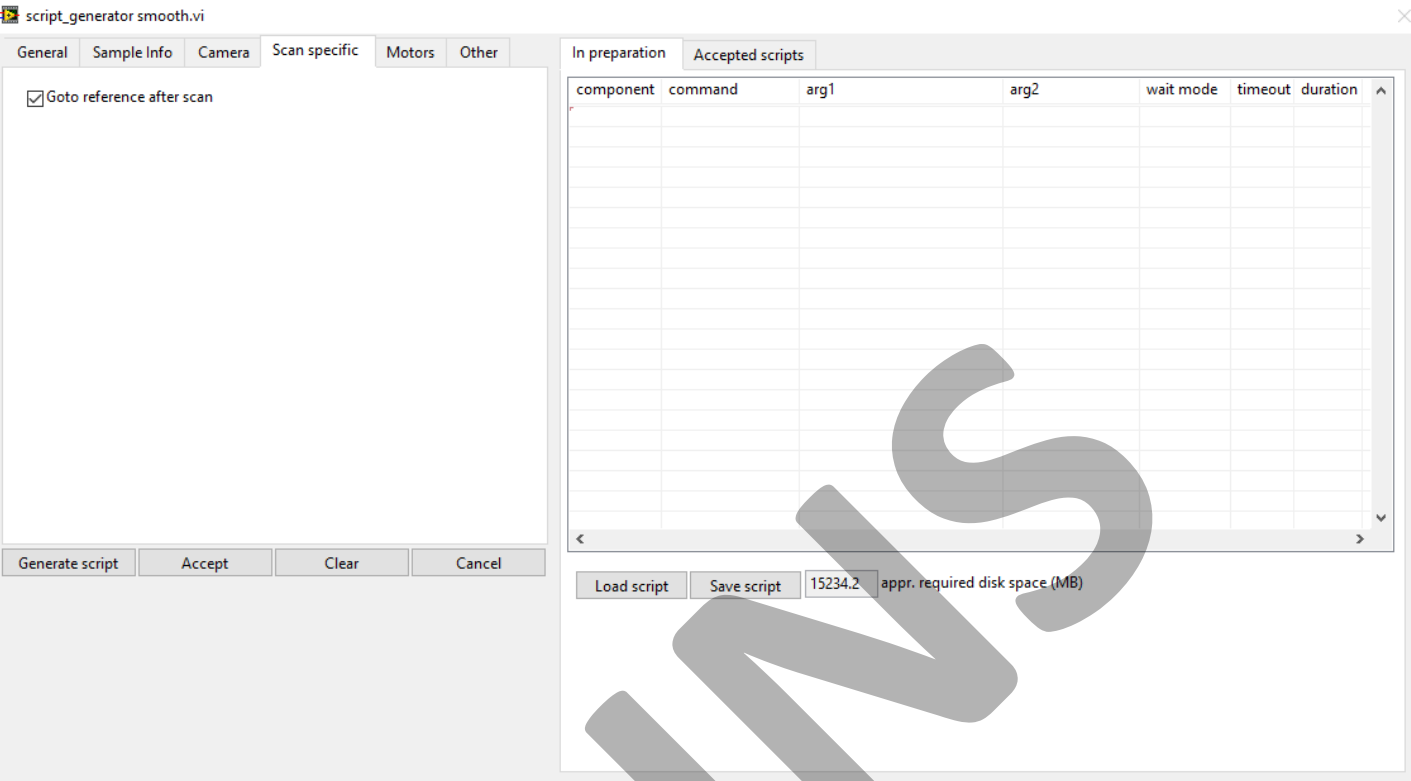 script_generator smooth.vi
General Sample Info Camera Scan specific Motors Other
Goto reference after scan
Generate script Accept Clear Cancel
In preparation Accepted scripts
component command arg1 arg2 wait mode timeout duration
Load script Save script 15234.2 appr. required disk space (MB)
INS